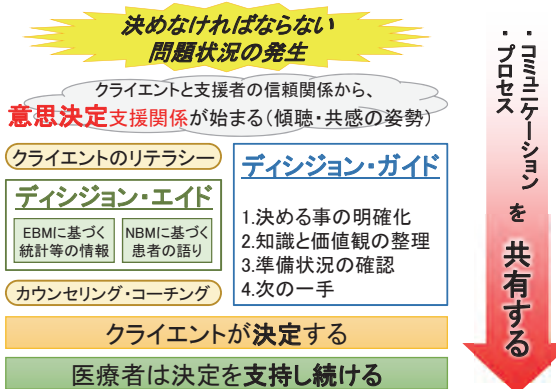 決めなければならない
問題状況の発生
クライエントと支援者の信頼関係から、
意思決定支援関係が始まる(傾聴・共感の姿勢)
クライエントのリテラシー
ディシジョン・エイド
EBMに基づく
統計等の情報
NBMに基づく
患者の語り
カウンセリング・コーチング
ディシジョン・ガイド
1.決める事の明確化
2.知識と価値観の整理
3.準備状況の確認
4.次の一手
クライエントが決定する
医療者は決定を支持し続ける
・コミュニケーション
・プロセス
を
共有する